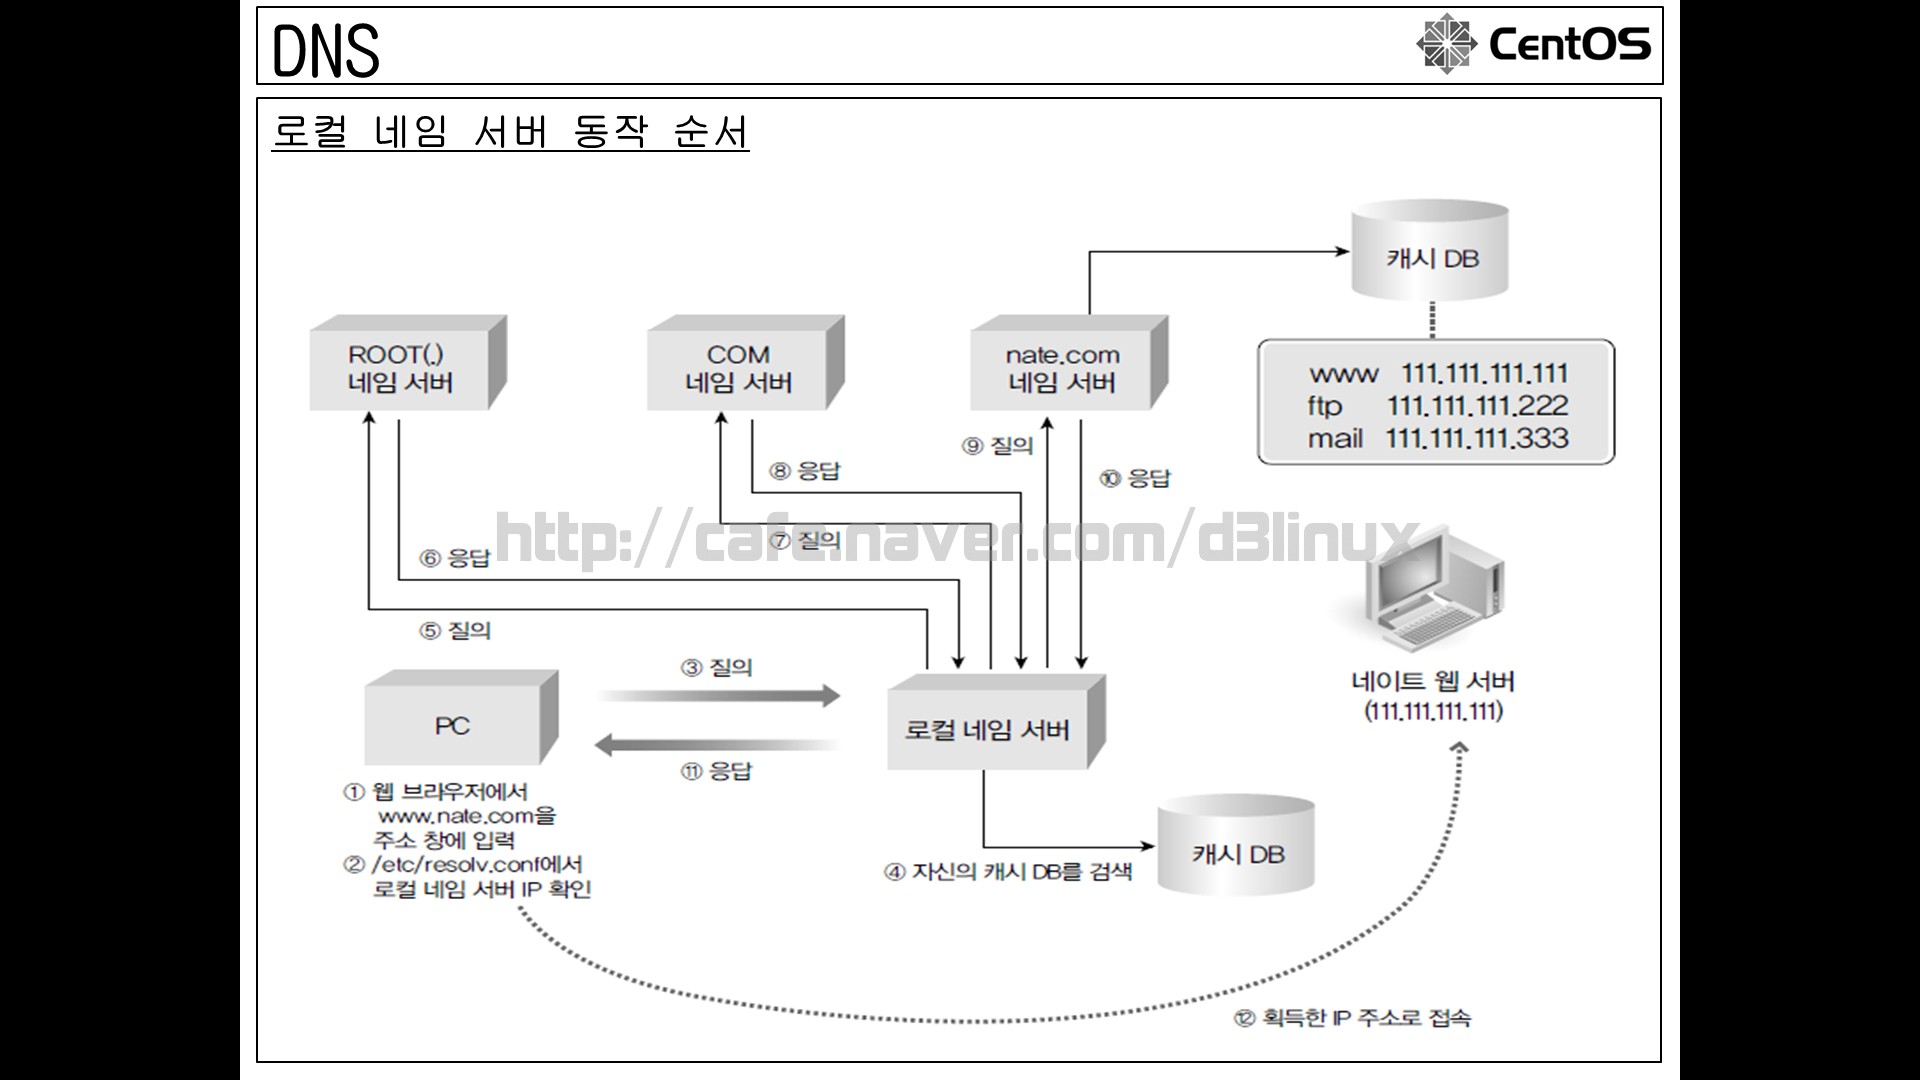 DNS
CentOS
로컬 네임 서버 동작 순서
캐시 DB
ROOT(.)
네임 서버
COM
네임 서버
nate.com
네임 서버
www 111.111.111.111
ftp 111.111.111.222
mail 111.111.111.333
⑨ 질의
⑧ 응답
⑩ 응답
http://cafe.naver.com/d3linux
⑦ 질의
⑥ 응답
⑤ 질의
③ 질의
PC
로컬 네임 서버
네이트 웹 서버
(111.111.111.111)
⑪ 응답
① 웹 브라우저에서
www.nate.com을
주소 창에 입력
② /etc/resolv.conf에서
로컬 네임 서버 IP 확인
④ 자신의 캐시 DB를 검색
캐시 DB
⑫ 획득한 IP 주소로 접속